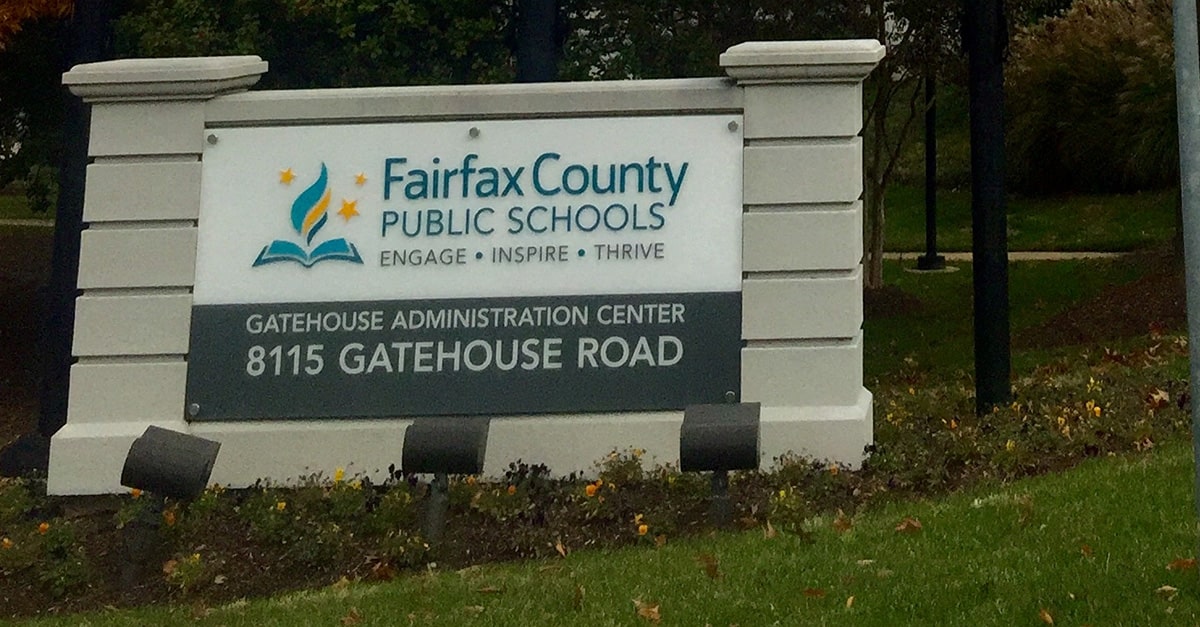 Fairfax County
PUBLIC SCHOOLS
ENGAGE • INSPIRE • THRIVE
GATEHOUSE ADMINISTRATION CENTER
8115 GATEHOUSE ROAD